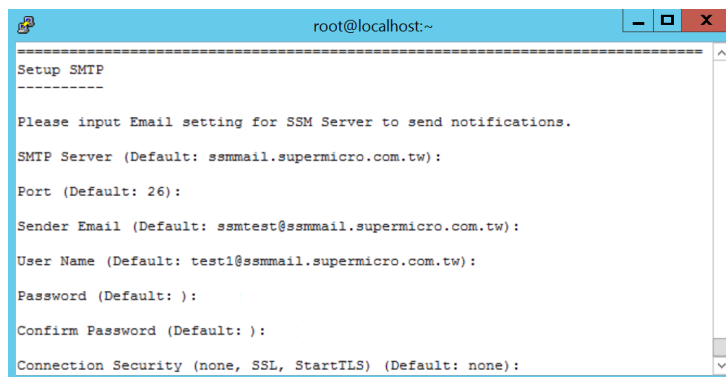 root@localhost:~
================================================================================
Setup SMTP
----------
Please input Email setting for SSM Server to send notifications.
SMTP Server (Default: ssmmail.supermicro.com.tw):
Port (Default: 26):
Sender Email (Default: ssmtest@ssmmail.supermicro.com.tw):
User Name (Default: test1@ssmmail.supermicro.com.tw):
Password (Default: ):
Confirm Password (Default: ):
Connection Security (none, SSL, StartTLS) (Default: none):